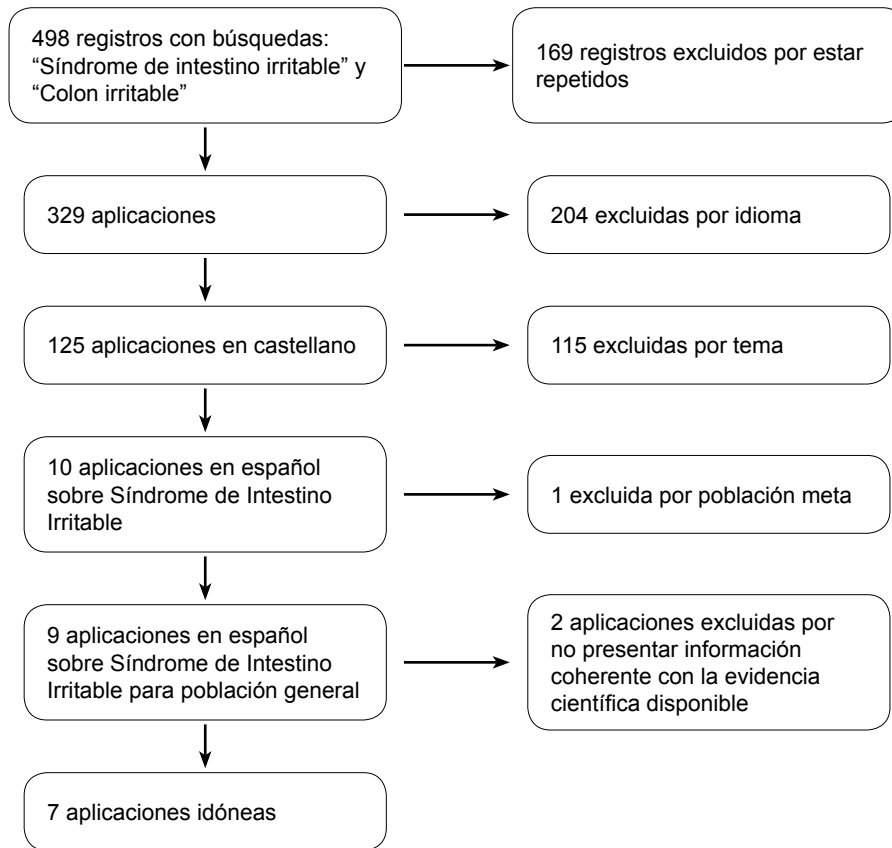 498 registros con búsquedas:
“Síndrome de intestino irritable” y
“Colon irritable”
169 registros excluidos por estar
repetidos
329 aplicaciones
204 excluidas por idioma
125 aplicaciones en castellano
115 excluidas por tema
10 aplicaciones en español
sobre Síndrome de Intestino
Irritable
1 excluida por población meta
9 aplicaciones en español
sobre Síndrome de Intestino
Irritable para población general
2 aplicaciones excluidas por
no presentar información
coherente con la evidencia
científica disponible
7 aplicaciones idóneas